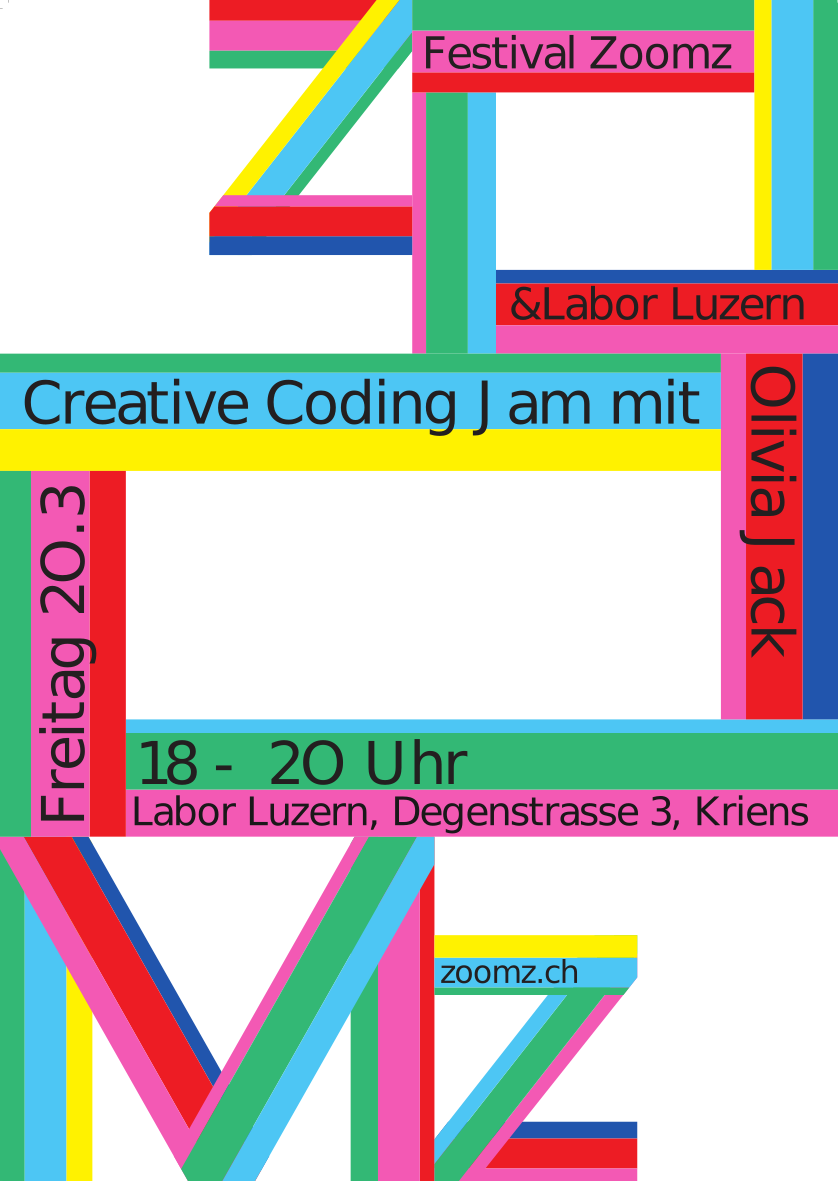 Festival Zoomz
&Labor Luzern
Creative Coding Jam mit
Olivia Jack
Freitag 20.3
18 - 20 Uhr
Labor Luzern, Degenstrasse 3, Kriens
zoomz.ch
ZOOMZ